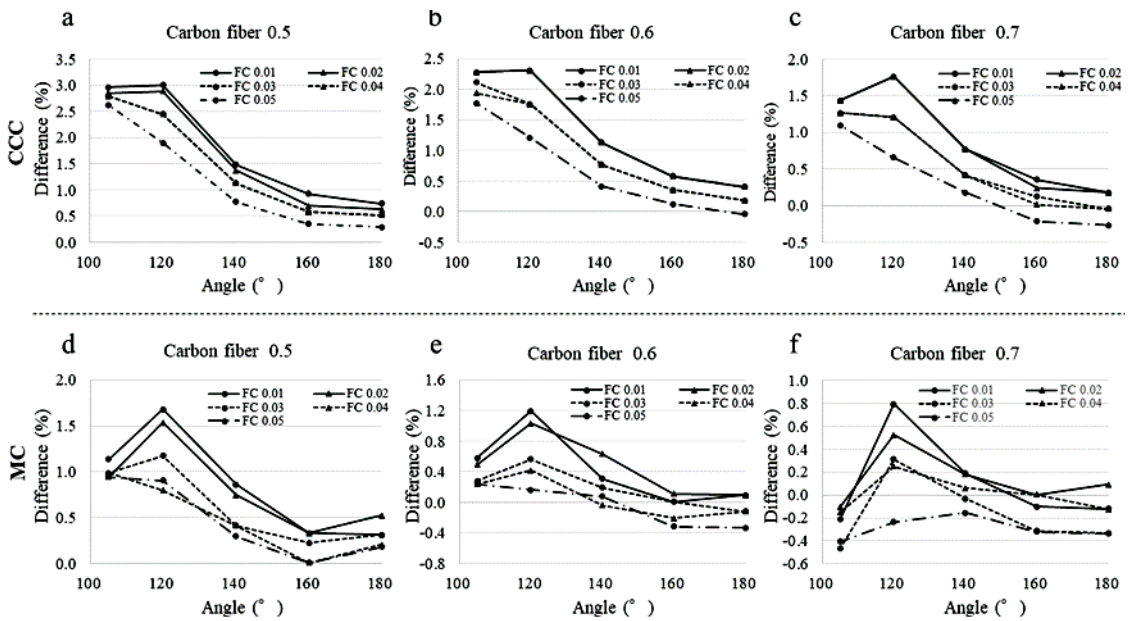 a
Carbon fiber 0.5
CCC
Difference (%)
3.5
3.0
2.5
2.0
1.5
1.0
0.5
0.0
FC 0.01
FC 0.02
FC 0.03
FC 0.04
FC 0.05
100 120 140 160 180
Angle (°)
b
Carbon fiber 0.6
Difference (%)
2.5
2.0
1.5
1.0
0.5
0.0
-0.5
FC 0.01
FC 0.02
FC 0.03
FC 0.04
FC 0.05
100 120 140 160 180
Angle (°)
c
Carbon fiber 0.7
Difference (%)
2.0
1.5
1.0
0.5
0.0
-0.5
FC 0.01
FC 0.02
FC 0.03
FC 0.04
FC 0.05
100 120 140 160 180
Angle (°)
d
Carbon fiber 0.5
MC
Difference (%)
2.0
1.5
1.0
0.5
0.0
FC 0.01
FC 0.02
FC 0.03
FC 0.04
FC 0.05
100 120 140 160 180
Angle (°)
e
Carbon fiber 0.6
Difference (%)
1.6
1.2
0.8
0.4
0.0
-0.4
-0.8
FC 0.01
FC 0.02
FC 0.03
FC 0.04
FC 0.05
100 120 140 160 180
Angle (°)
f
Carbon fiber 0.7
Difference (%)
1.0
0.8
0.6
0.4
0.2
0.0
-0.2
-0.4
-0.6
FC 0.01
FC 0.02
FC 0.03
FC 0.04
FC 0.05
100 120 140 160 180
Angle (°)